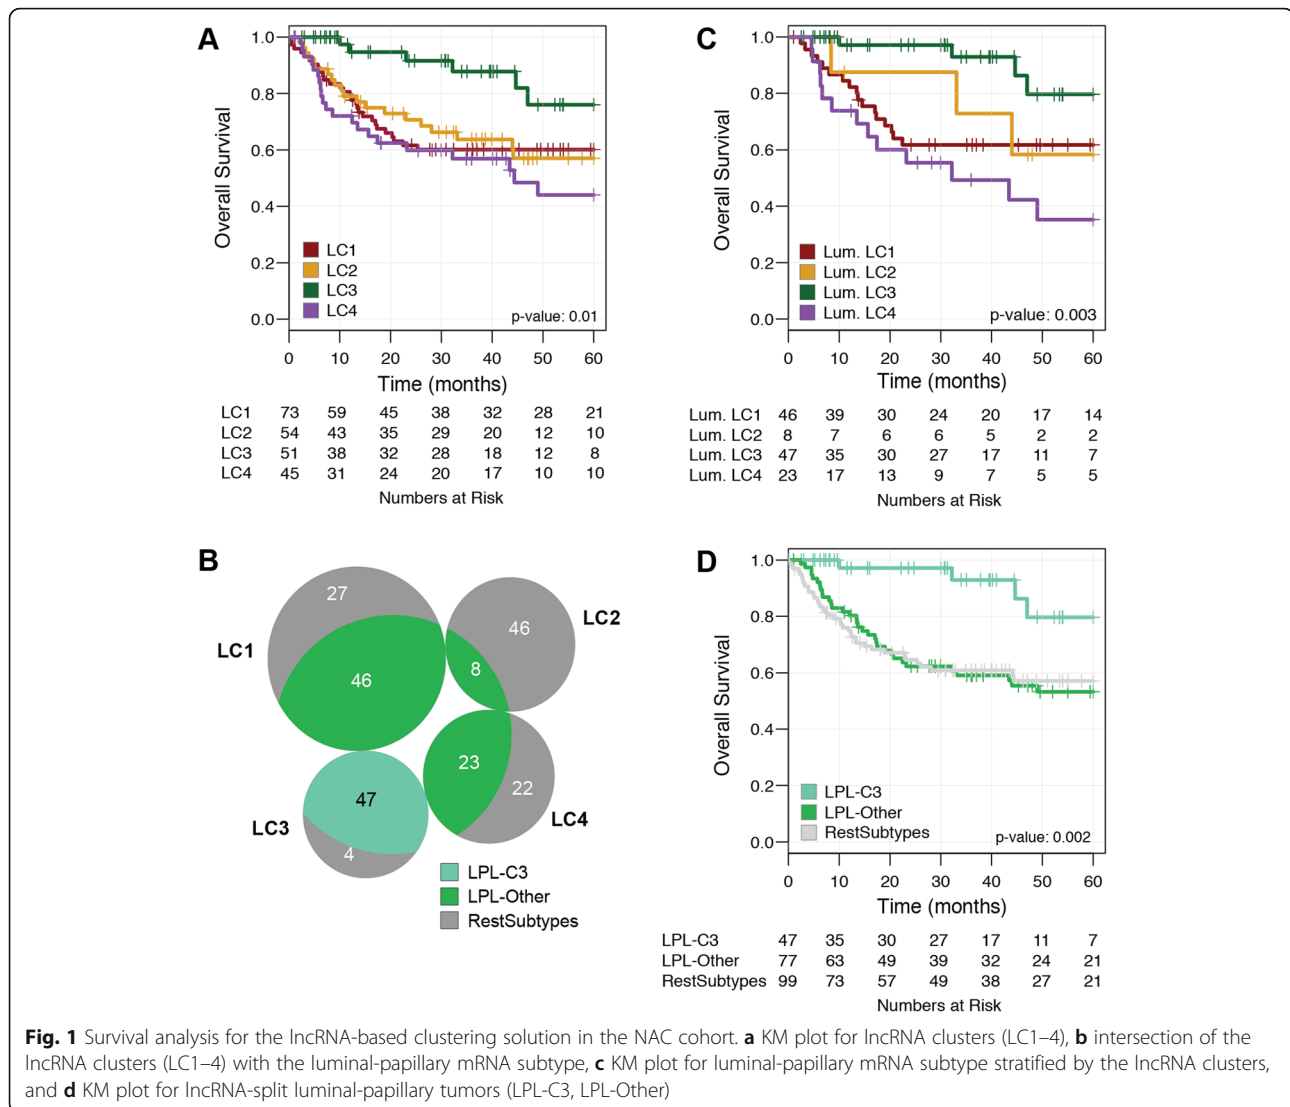 A
Overall Survival
1.0
0.8
0.6
0.4
0.2
0.0
LC1
LC2
LC3
LC4
p-value: 0.01
0 10 20 30 40 50 60
Time (months)
LC1 73 59 45 38 32 28 21
LC2 54 43 35 29 20 12 10
LC3 51 38 32 28 18 12 8
LC4 45 31 24 20 17 10 10
Numbers at Risk
C
Overall Survival
1.0
0.8
0.6
0.4
0.2
0.0
Lum. LC1
Lum. LC2
Lum. LC3
Lum. LC4
p-value: 0.003
0 10 20 30 40 50 60
Time (months)
Lum. LC1 46 39 30 24 20 17 14
Lum. LC2 8 7 6 6 5 2 2
Lum. LC3 47 35 30 27 17 11 7
Lum. LC4 23 17 13 9 7 5 5
Numbers at Risk
B
27
LC1
46
46
LC2
8
23
22
LC4
47
LC3
4
LPL-C3
LPL-Other
RestSubtypes
D
Overall Survival
1.0
0.8
0.6
0.4
0.2
0.0
LPL-C3
LPL-Other
RestSubtypes
p-value: 0.002
0 10 20 30 40 50 60
Time (months)
LPL-C3 47 35 30 27 17 11 7
LPL-Other 77 63 49 39 32 24 21
RestSubtypes 99 73 57 49 38 27 21
Numbers at Risk
Fig. 1 Survival analysis for the lncRNA-based clustering solution in the NAC cohort. a KM plot for lncRNA clusters (LC1–4), b intersection of the
lncRNA clusters (LC1–4) with the luminal-papillary mRNA subtype, c KM plot for luminal-papillary mRNA subtype stratified by the lncRNA clusters,
and d KM plot for lncRNA-split luminal-papillary tumors (LPL-C3, LPL-Other)